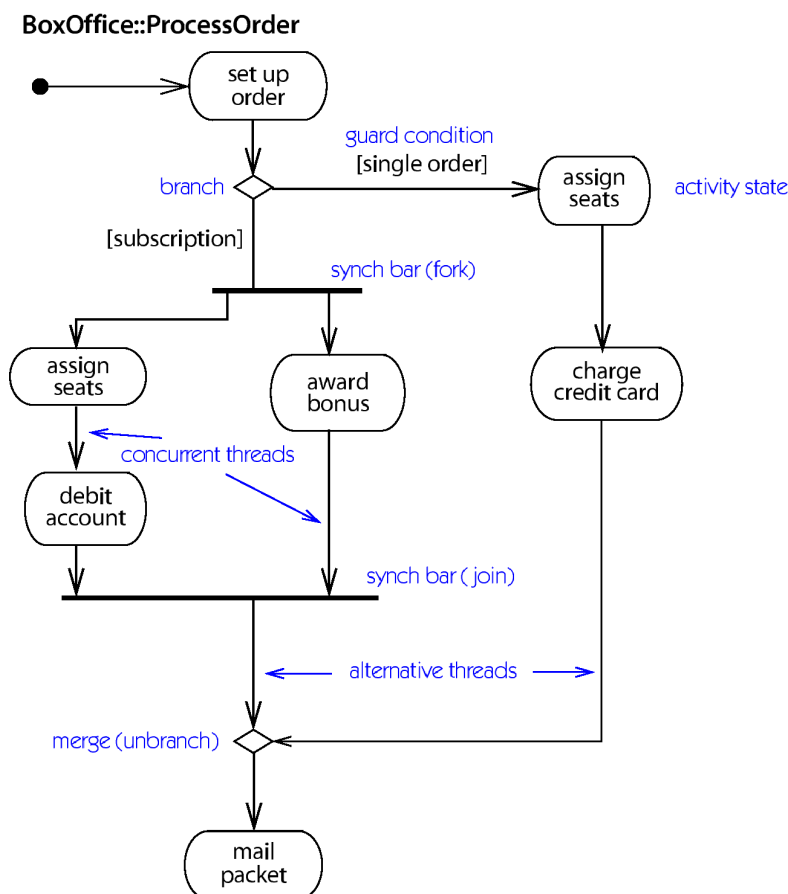 BoxOffice::ProcessOrder
set up
order
guard condition
[single order]
branch
assign
seats
activity state
[subscription]
synch bar (fork)
assign
seats
award
bonus
charge
credit card
concurrent threads
debit
account
synch bar ( join)
alternative threads
merge (unbranch)
mail
packet